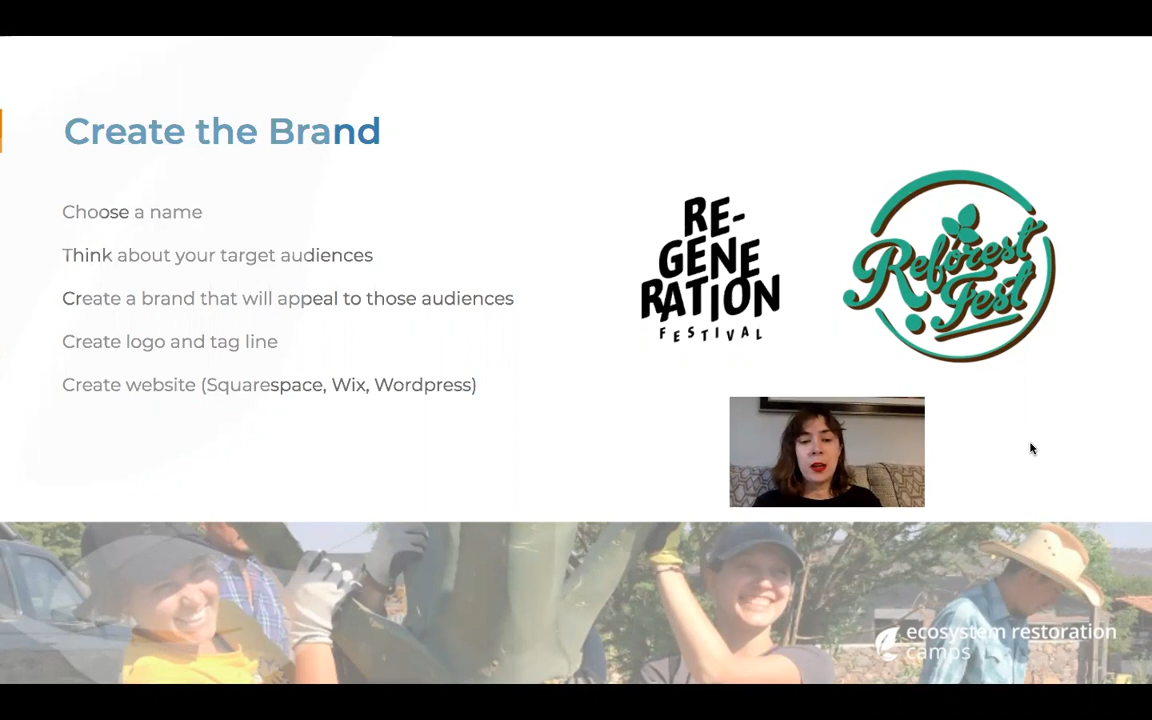 Create the Brand
Choose a name
Think about your target audiences
Create a brand that will appeal to those audiences
Create logo and tag line
Create website (Squarespace, Wix, Wordpress)
RE-
GENE
RATION
FESTIVAL
Reforest
Fest
ecosystem restoration
camps